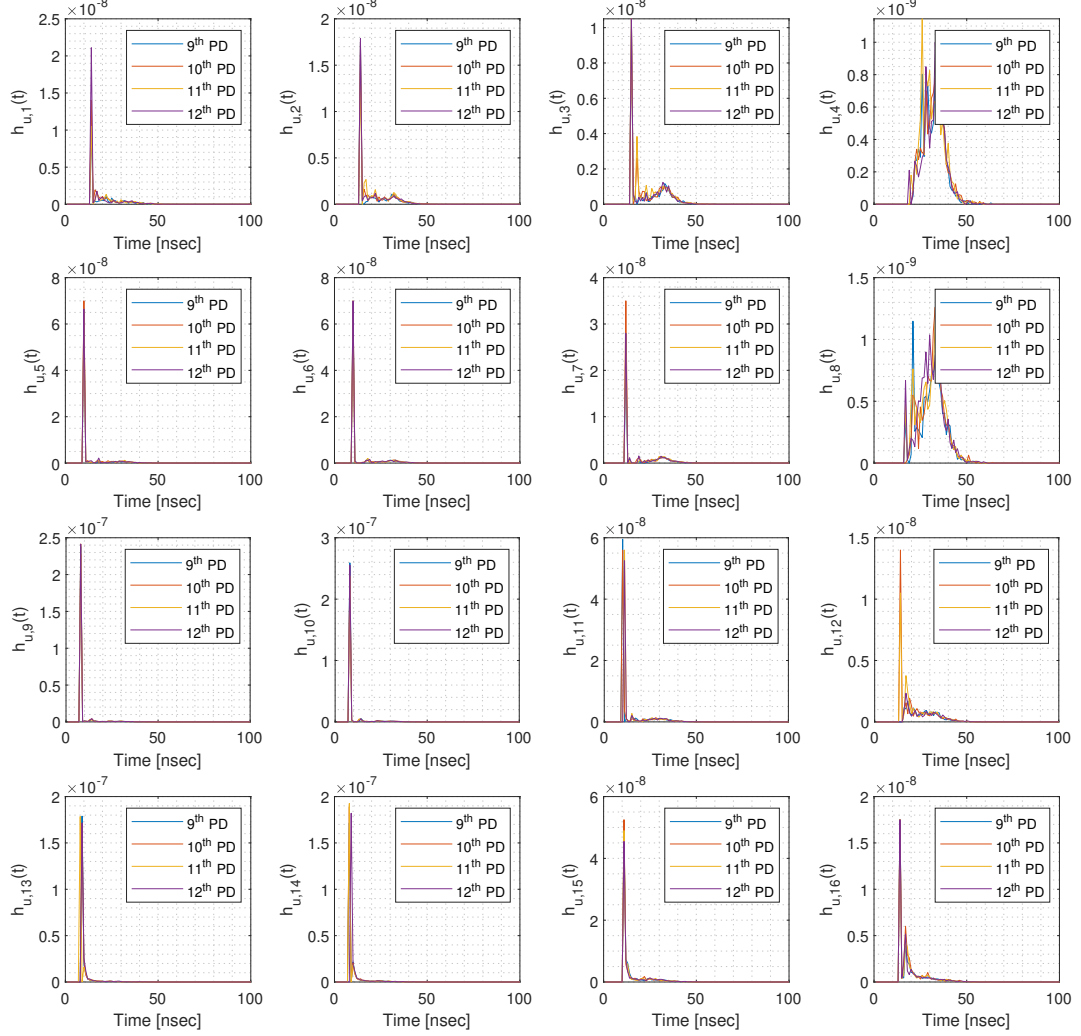 ×10^-8
h_u,1(t)
2.5
2
1.5
1
0.5
0
9th PD
10th PD
11th PD
12th PD
0 50 100
Time [nsec]
×10^-8
h_u,2(t)
2
1.5
1
0.5
0
9th PD
10th PD
11th PD
12th PD
0 50 100
Time [nsec]
×10^-8
h_u,3(t)
1
0.8
0.6
0.4
0.2
0
9th PD
10th PD
11th PD
12th PD
0 50 100
Time [nsec]
×10^-9
h_u,4(t)
1
0.8
0.6
0.4
0.2
0
9th PD
10th PD
11th PD
12th PD
0 50 100
Time [nsec]
×10^-8
h_u,5(t)
8
6
4
2
0
9th PD
10th PD
11th PD
12th PD
0 50 100
Time [nsec]
×10^-8
h_u,6(t)
8
6
4
2
0
9th PD
10th PD
11th PD
12th PD
0 50 100
Time [nsec]
×10^-8
h_u,7(t)
4
3
2
1
0
9th PD
10th PD
11th PD
12th PD
0 50 100
Time [nsec]
×10^-9
h_u,8(t)
1.5
1
0.5
0
9th PD
10th PD
11th PD
12th PD
0 50 100
Time [nsec]
×10^-7
h_u,9(t)
2.5
2
1.5
1
0.5
0
9th PD
10th PD
11th PD
12th PD
0 50 100
Time [nsec]
×10^-7
h_u,10(t)
3
2
1
0
9th PD
10th PD
11th PD
12th PD
0 50 100
Time [nsec]
×10^-8
h_u,11(t)
6
4
2
0
9th PD
10th PD
11th PD
12th PD
0 50 100
Time [nsec]
×10^-8
h_u,12(t)
1.5
1
0.5
0
9th PD
10th PD
11th PD
12th PD
0 50 100
Time [nsec]
×10^-7
h_u,13(t)
2
1.5
1
0.5
0
9th PD
10th PD
11th PD
12th PD
0 50 100
Time [nsec]
×10^-7
h_u,14(t)
2
1.5
1
0.5
0
9th PD
10th PD
11th PD
12th PD
0 50 100
Time [nsec]
×10^-8
h_u,15(t)
6
4
2
0
9th PD
10th PD
11th PD
12th PD
0 50 100
Time [nsec]
×10^-8
h_u,16(t)
2
1.5
1
0.5
0
9th PD
10th PD
11th PD
12th PD
0 50 100
Time [nsec]